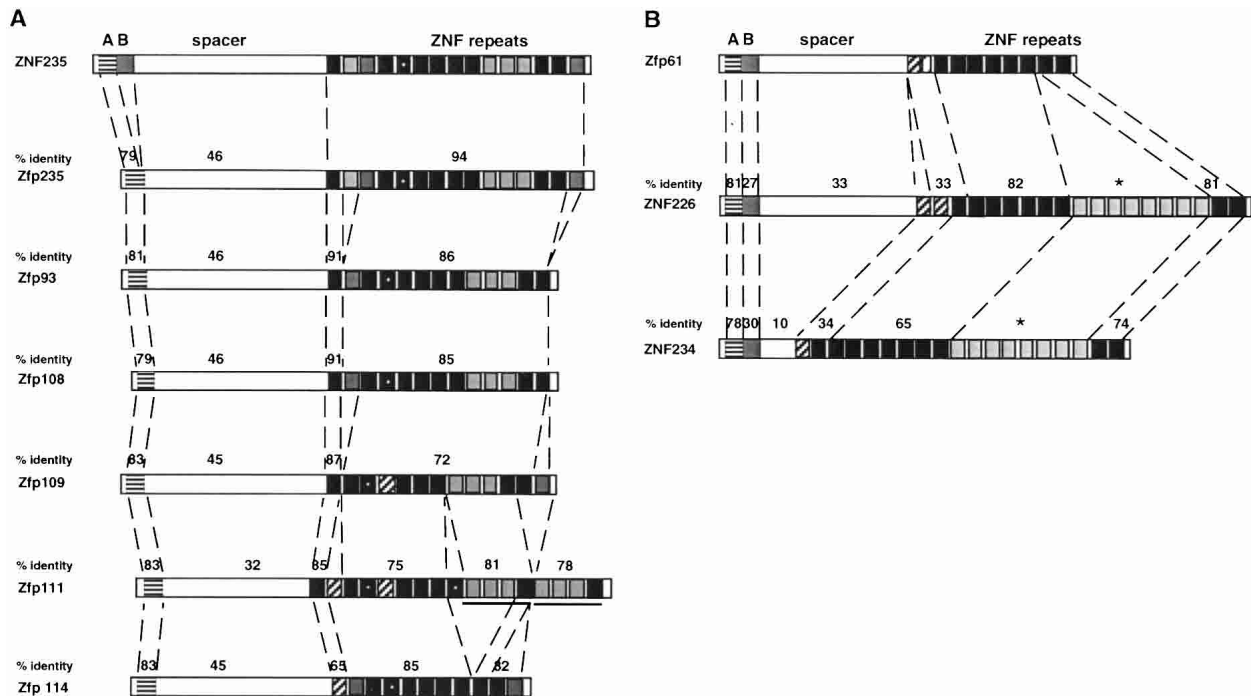 A
A B spacer ZNF repeats
ZNF235
% identity 79 46 94
Zfp235
% identity 81 46 91 86
Zfp93
% identity 79 46 91 85
Zfp108
% identity 83 45 87 72
Zfp109
% identity 83 32 85 75 81 78
Zfp111
% identity 83 45 65 85 82
Zfp 114
B
A B spacer ZNF repeats
Zfp61
% identity 81 27 33 33 82 * 81
ZNF226
% identity 78 30 10 34 65 * 74
ZNF234